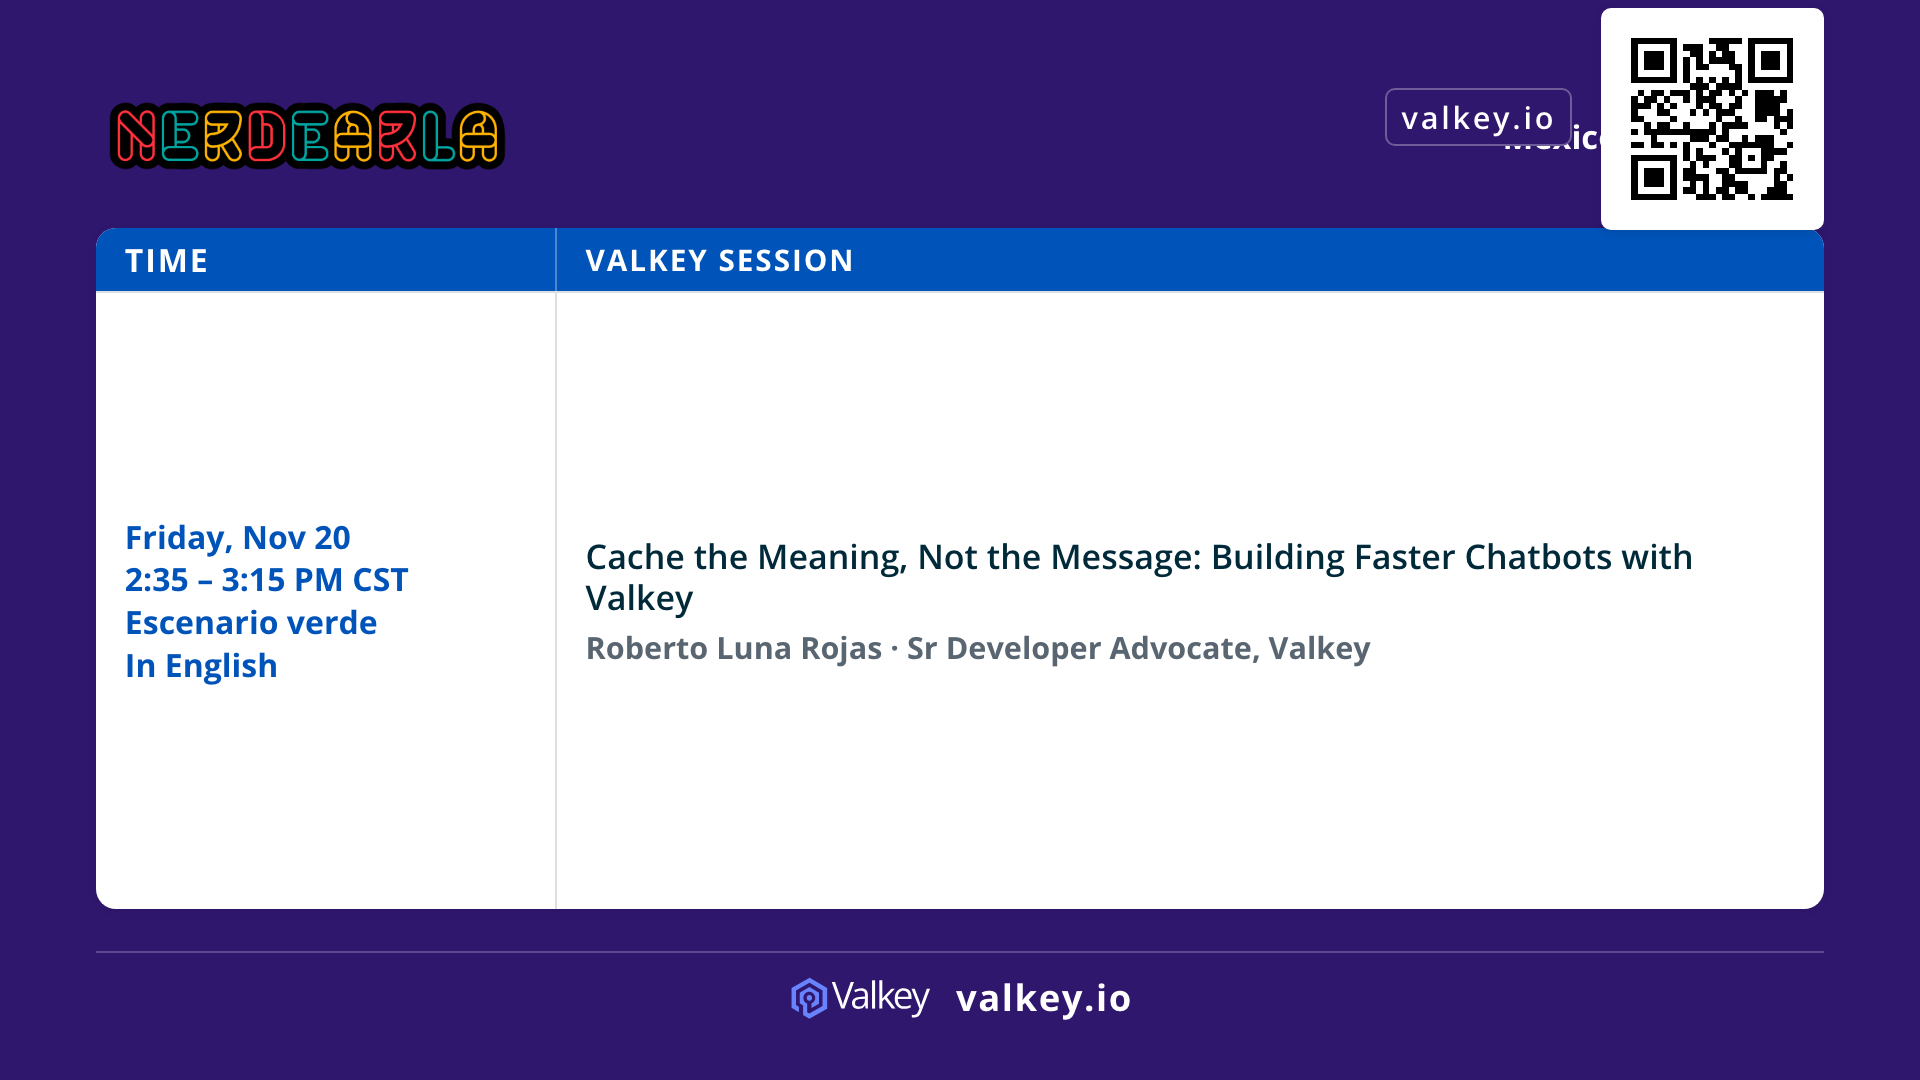 NERDEARLA
valkey.io
TIME
VALKEY SESSION
Friday, Nov 20
2:35 – 3:15 PM CST
Escenario verde
In English
Cache the Meaning, Not the Message: Building Faster Chatbots with
Valkey
Roberto Luna Rojas · Sr Developer Advocate, Valkey
Valkey valkey.io